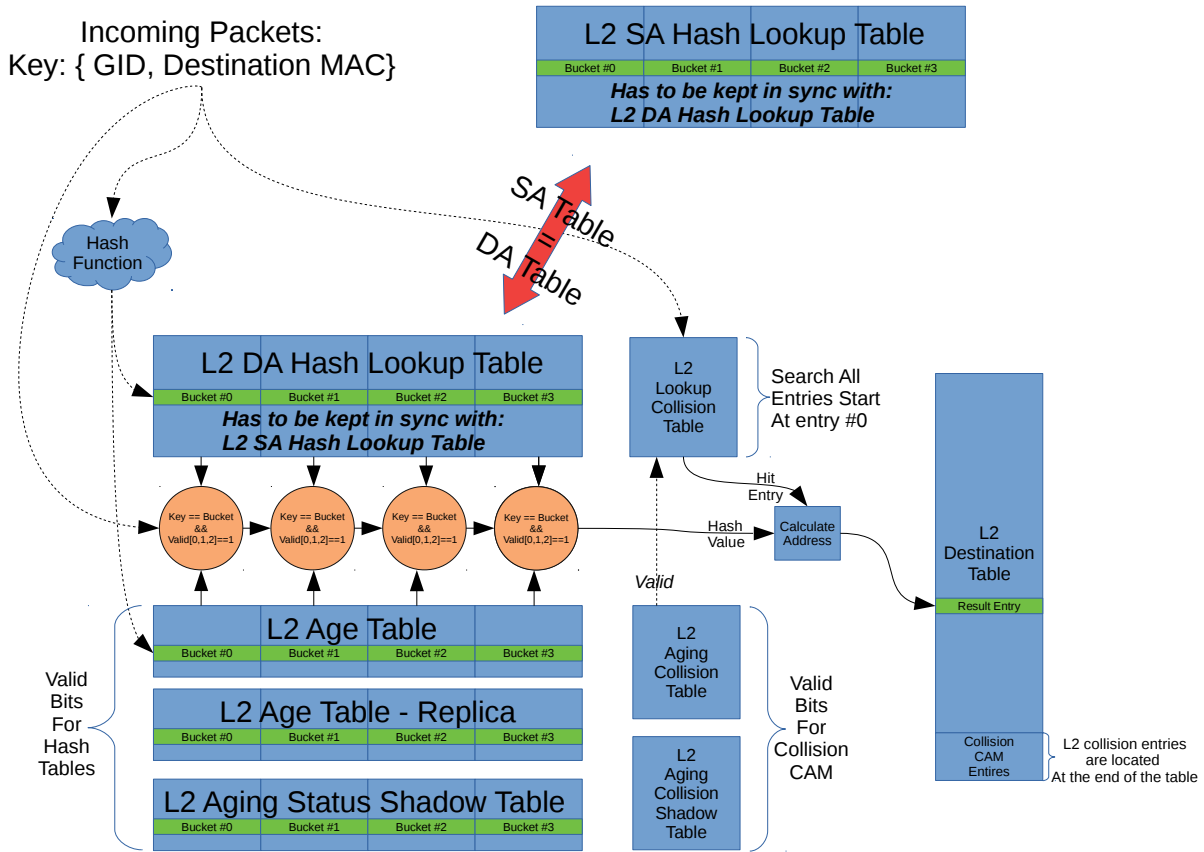 Incoming Packets:
Key: { GID, Destination MAC}
L2 SA Hash Lookup Table
Bucket #0 Bucket #1 Bucket #2 Bucket #3
Has to be kept in sync with:
L2 DA Hash Lookup Table
SA Table
=
DA Table
Hash
Function
L2 DA Hash Lookup Table
Bucket #0 Bucket #1 Bucket #2 Bucket #3
Has to be kept in sync with:
L2 SA Hash Lookup Table
L2
Lookup
Collision
Table
Search All
Entries Start
At entry #0
Key == Bucket
&&
Valid[0,1,2]==1
Key == Bucket
&&
Valid[0,1,2]==1
Key == Bucket
&&
Valid[0,1,2]==1
Key == Bucket
&&
Valid[0,1,2]==1
Hit
Entry
Hash
Value
Calculate
Address
L2
Destination
Table
Result Entry
Collision
CAM
Entires
L2 collision entries
are located
At the end of the table
Valid
Valid
Bits
For
Hash
Tables
L2 Age Table
Bucket #0 Bucket #1 Bucket #2 Bucket #3
L2 Age Table - Replica
Bucket #0 Bucket #1 Bucket #2 Bucket #3
L2 Aging Status Shadow Table
Bucket #0 Bucket #1 Bucket #2 Bucket #3
L2
Aging
Collision
Table
L2
Aging
Collision
Shadow
Table
Valid
Bits
For
Collision
CAM